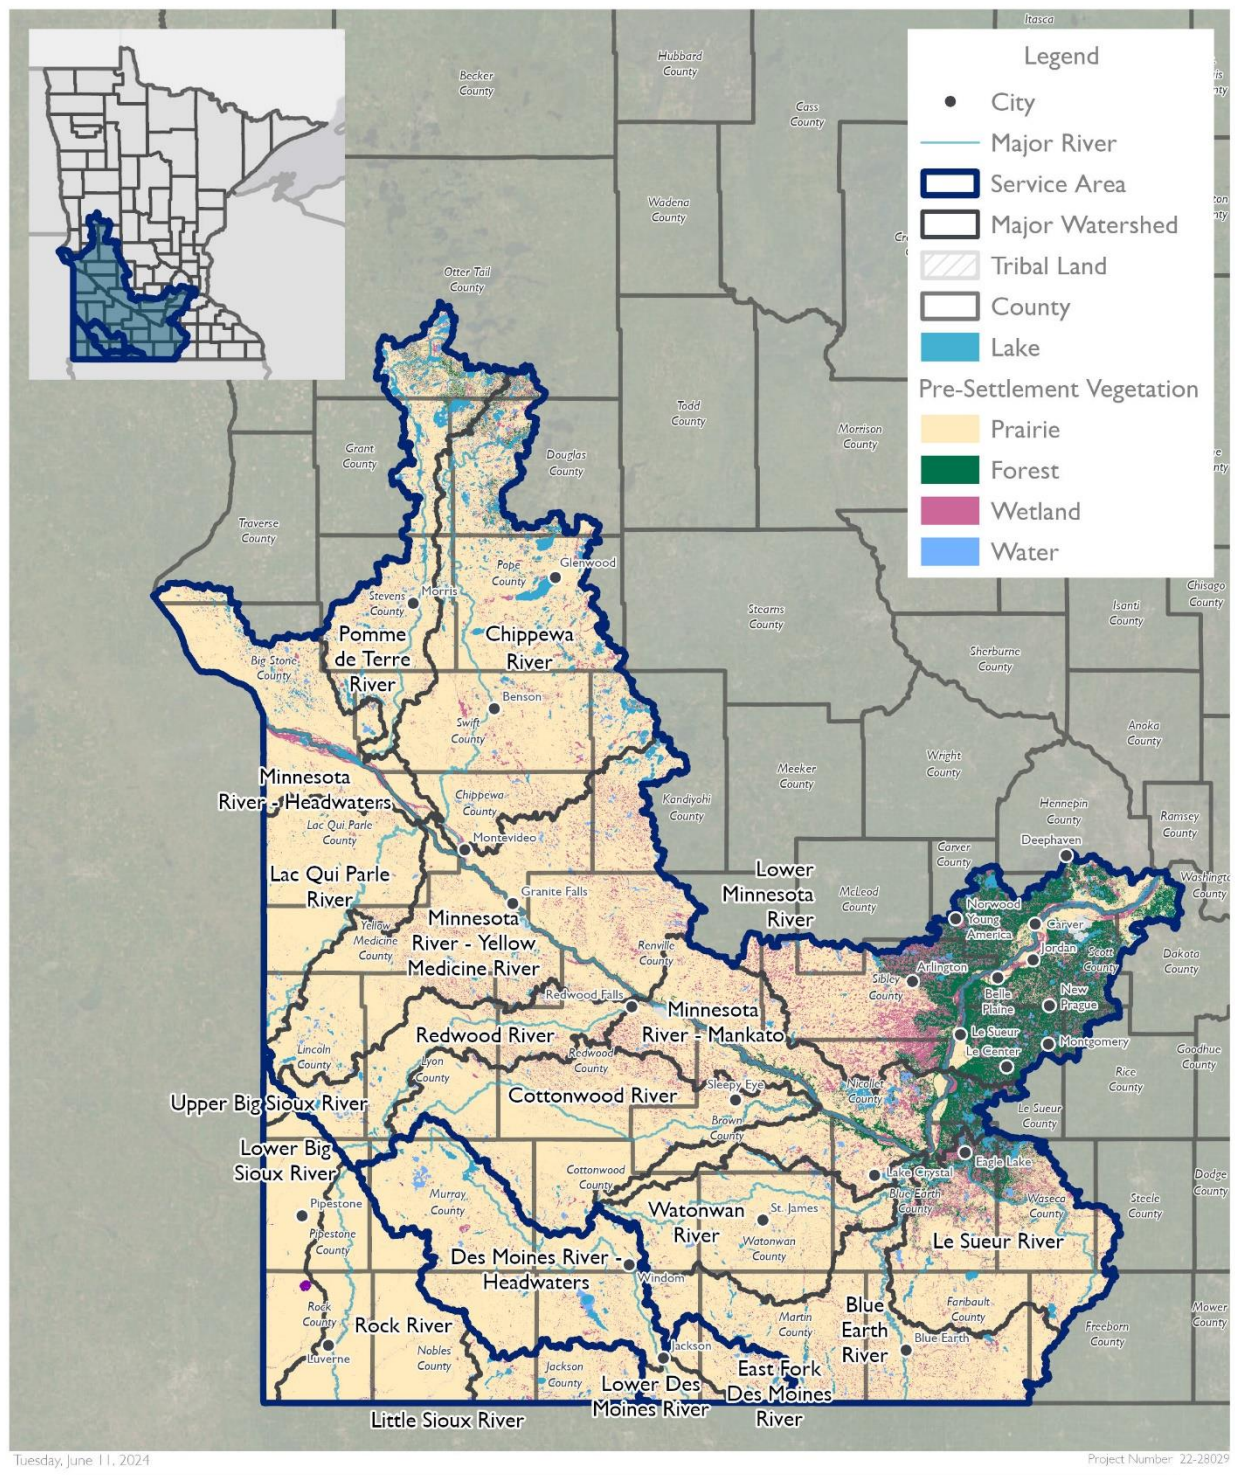 Itasca
Hubbard
County
Becker
County
Cass
County
Legend
City
Major River
Service Area
Major Watershed
Tribal Land
County
Lake
Pre-Settlement Vegetation
Prairie
Forest
Wetland
Water
Wadena
County
Otter Tail
County
Todd
County
Morrison
County
Grant
County
Douglas
County
Traverse
County
Pope
County
Glenwood
Stevens
County
Morris
Stearns
County
Chisago
County
Isanti
County
Sherburne
County
Pomme
de Terre
River
Chippewa
River
Big Stone
County
Benson
Swift
County
Anoka
County
Wright
County
Meeker
County
Minnesota
River - Headwaters
Chippewa
County
Kandiyohi
County
Hennepin
County
Ramsey
County
Lac Qui Parle
County
Montevideo
Deephaven
Carver
County
Lac Qui Parle
River
Lower
Minnesota
River
McLeod
County
Washingto
County
Granite Falls
Norwood
Young
America
Carver
Minnesota
River - Yellow
Medicine River
Yellow
Medicine
County
Renville
County
Jordan
Scott
County
Dakota
County
Arlington
Sibley
County
Belle
Plaine
New
Prague
Redwood Falls
Minnesota
River - Mankato
Redwood River
Le Sueur
Montgomery
Le Center
Goodhue
County
Lincoln
County
Lyon
County
Redwood
County
Rice
County
Cottonwood River
Sleepy Eye
Nicollet
County
Upper Big Sioux River
Brown
County
Le Sueur
County
Lower Big
Sioux River
Cottonwood
County
Lake Crystal
Eagle Lake
Dodge
County
Pipestone
Murray
County
Blue Earth
County
Waseca
County
Steele
County
Watonwan
River
St. James
Pipestone
County
Watonwan
County
Le Sueur River
Des Moines River -
Headwaters
Windom
Rock
County
Rock River
Martin
County
Blue
Earth
River
Faribault
County
Mower
County
Freeborn
County
Blue Earth
Luverne
Nobles
County
Jackson
Jackson
County
East Fork
Des Moines
River
Lower Des
Moines River
Little Sioux River
Tuesday, June 11, 2024
Project Number 22-28029